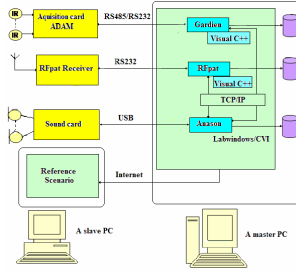 IR
IR
Aquisition card
ADAM
RS485/RS232
Gardien
Visual C++
RFpat Receiver
RS232
RFpat
Visual C++
TCP/IP
Sound card
USB
Anason
Labwindows/CVI
Reference
Scenario
Internet
A slave PC
A master PC